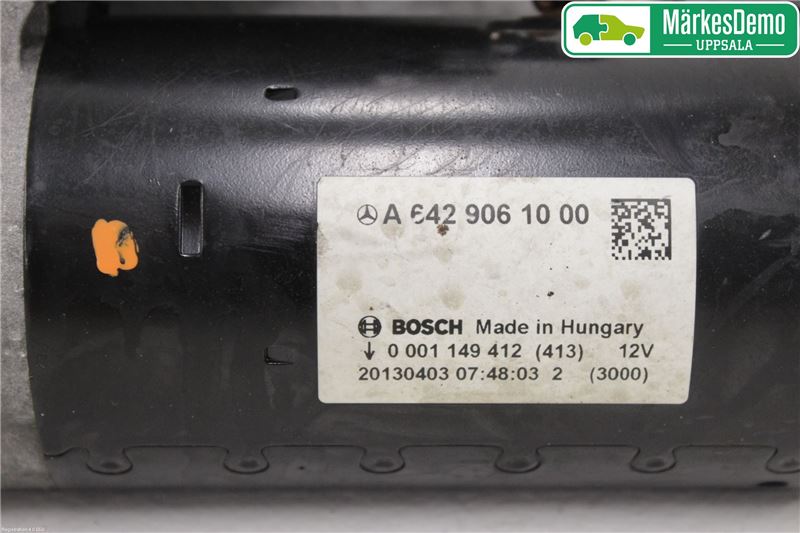 MärkesDemo
UPPSALA
A 642 906 10 00
BOSCH Made in Hungary
↓ 0 001 149 412 (413) 12V
20130403 07:48:03 2 (3000)